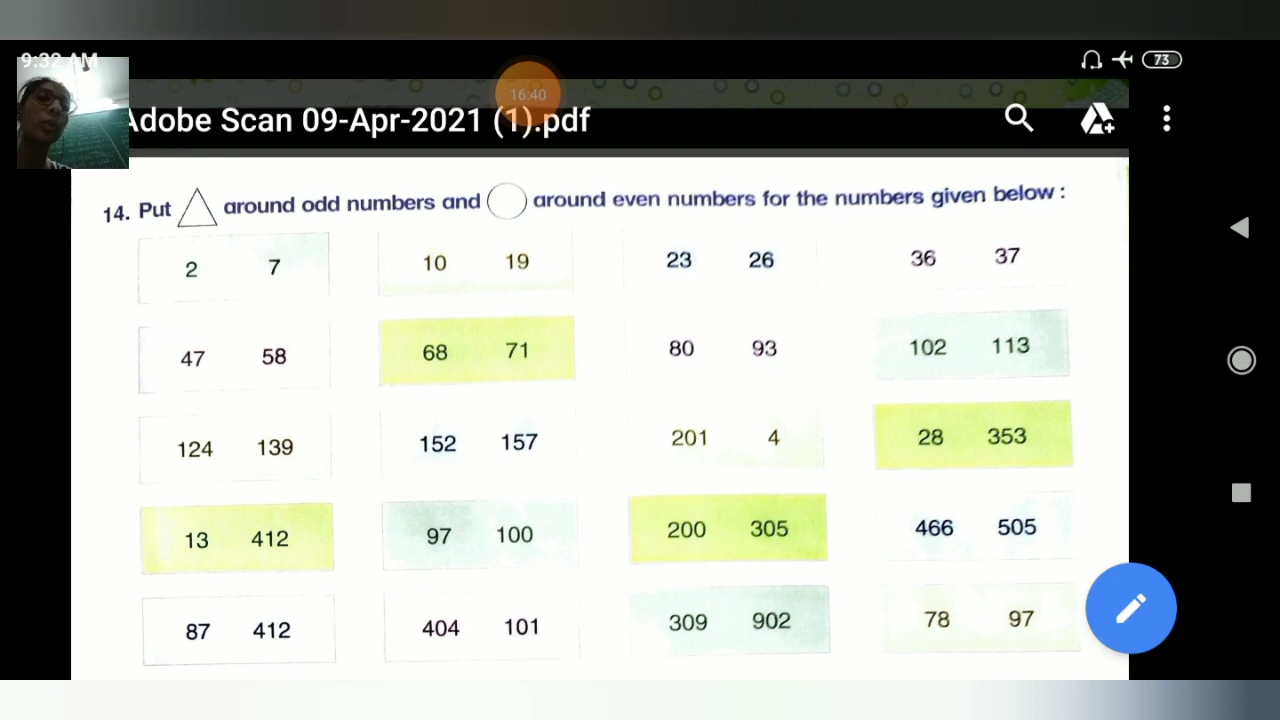 9:32 AM
73
16:40
Adobe Scan 09-Apr-2021 (1).pdf
14. Put around odd numbers and around even numbers for the numbers given below :
2 7 10 19 23 26 36 37
47 58 68 71 80 93 102 113
124 139 152 157 201 4 28 353
13 412 97 100 200 305 466 505
87 412 404 101 309 902 78 97